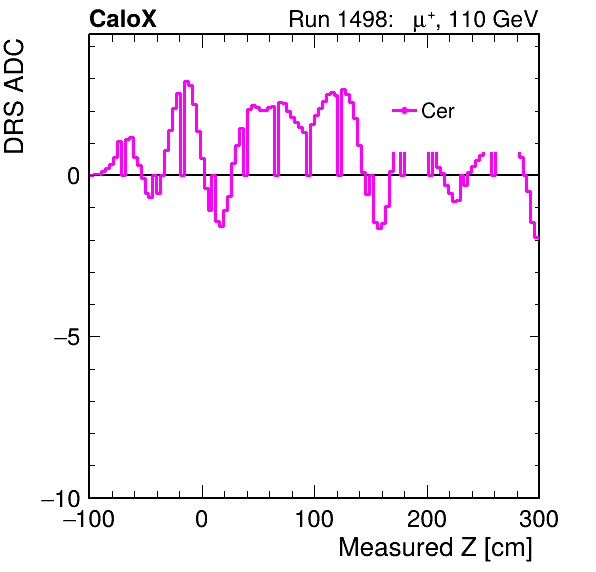 CaloX Run 1498: μ⁺, 110 GeV
DRS ADC
Cer
0
−5
−10
−100 0 100 200 300
Measured Z [cm]